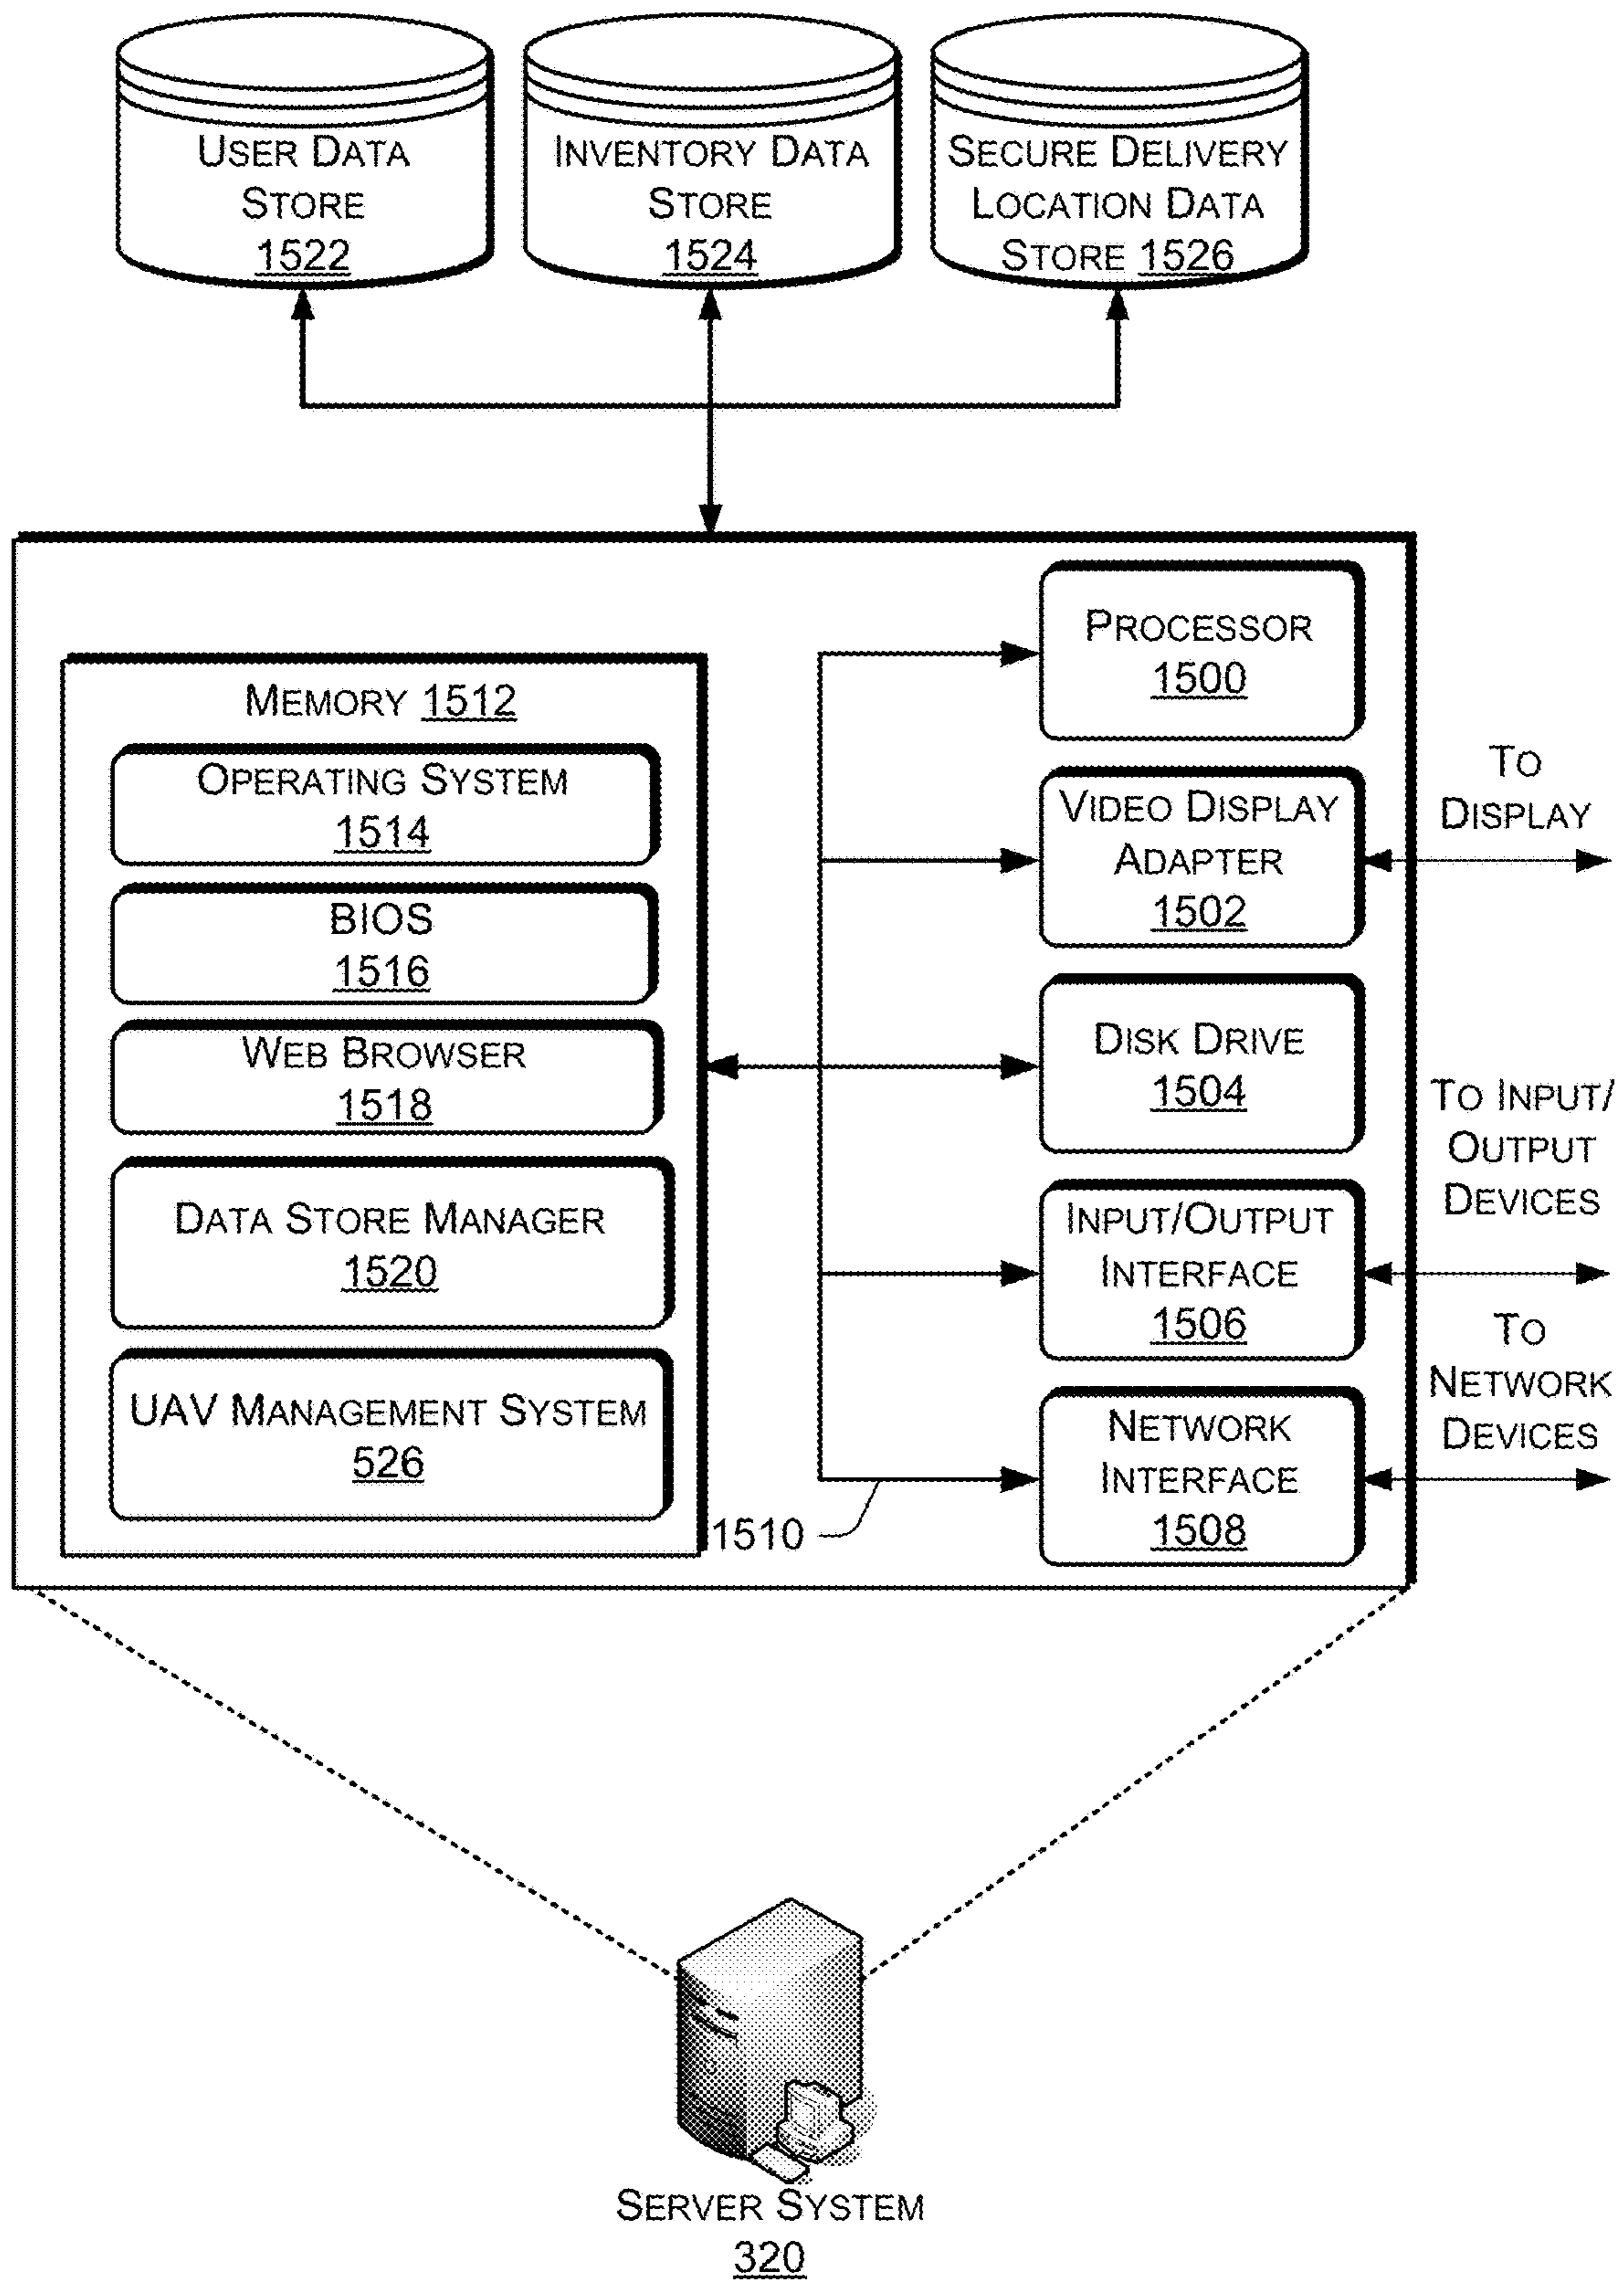 USER DATA
STORE
1522
INVENTORY DATA
STORE
1524
SECURE DELIVERY
LOCATION DATA
STORE 1526
MEMORY 1512
OPERATING SYSTEM
1514
BIOS
1516
WEB BROWSER
1518
DATA STORE MANAGER
1520
UAV MANAGEMENT SYSTEM
526
PROCESSOR
1500
VIDEO DISPLAY
ADAPTER
1502
DISK DRIVE
1504
INPUT/OUTPUT
INTERFACE
1506
NETWORK
INTERFACE
1508
1510
TO
DISPLAY
TO INPUT/
OUTPUT
DEVICES
TO
NETWORK
DEVICES
SERVER SYSTEM
320